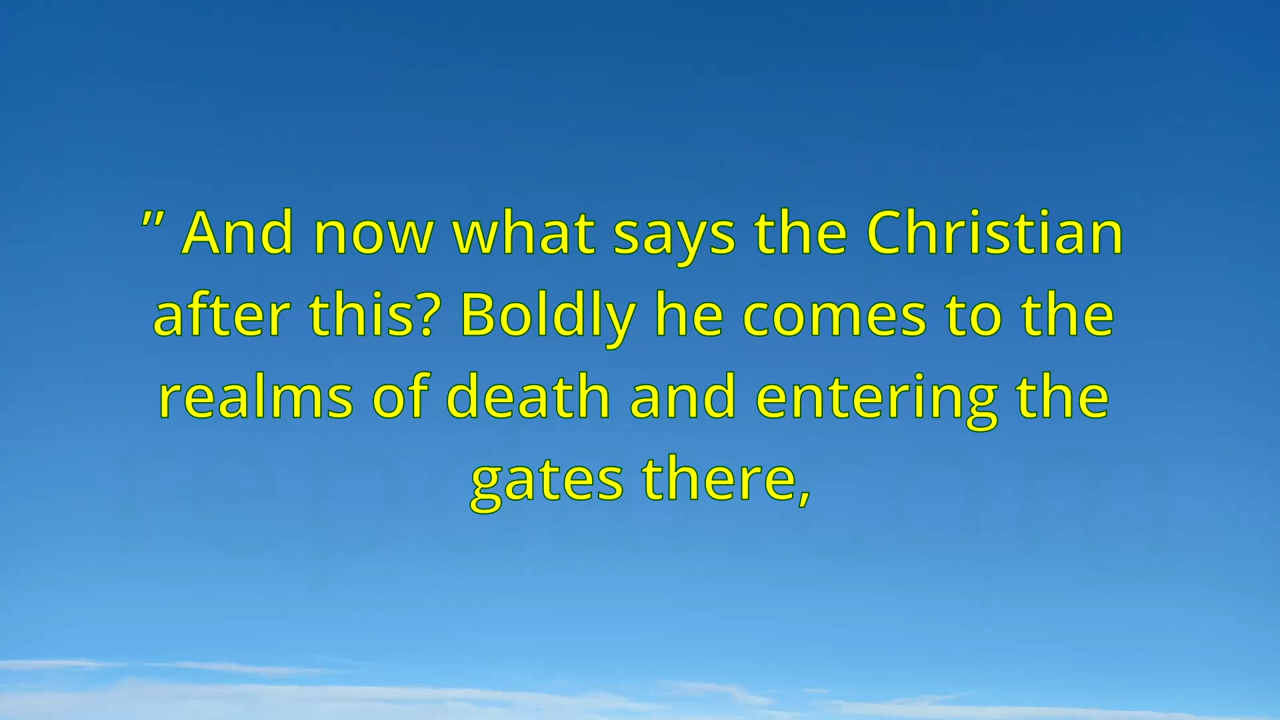 ” And now what says the Christian
after this? Boldly he comes to the
realms of death and entering the
gates there,